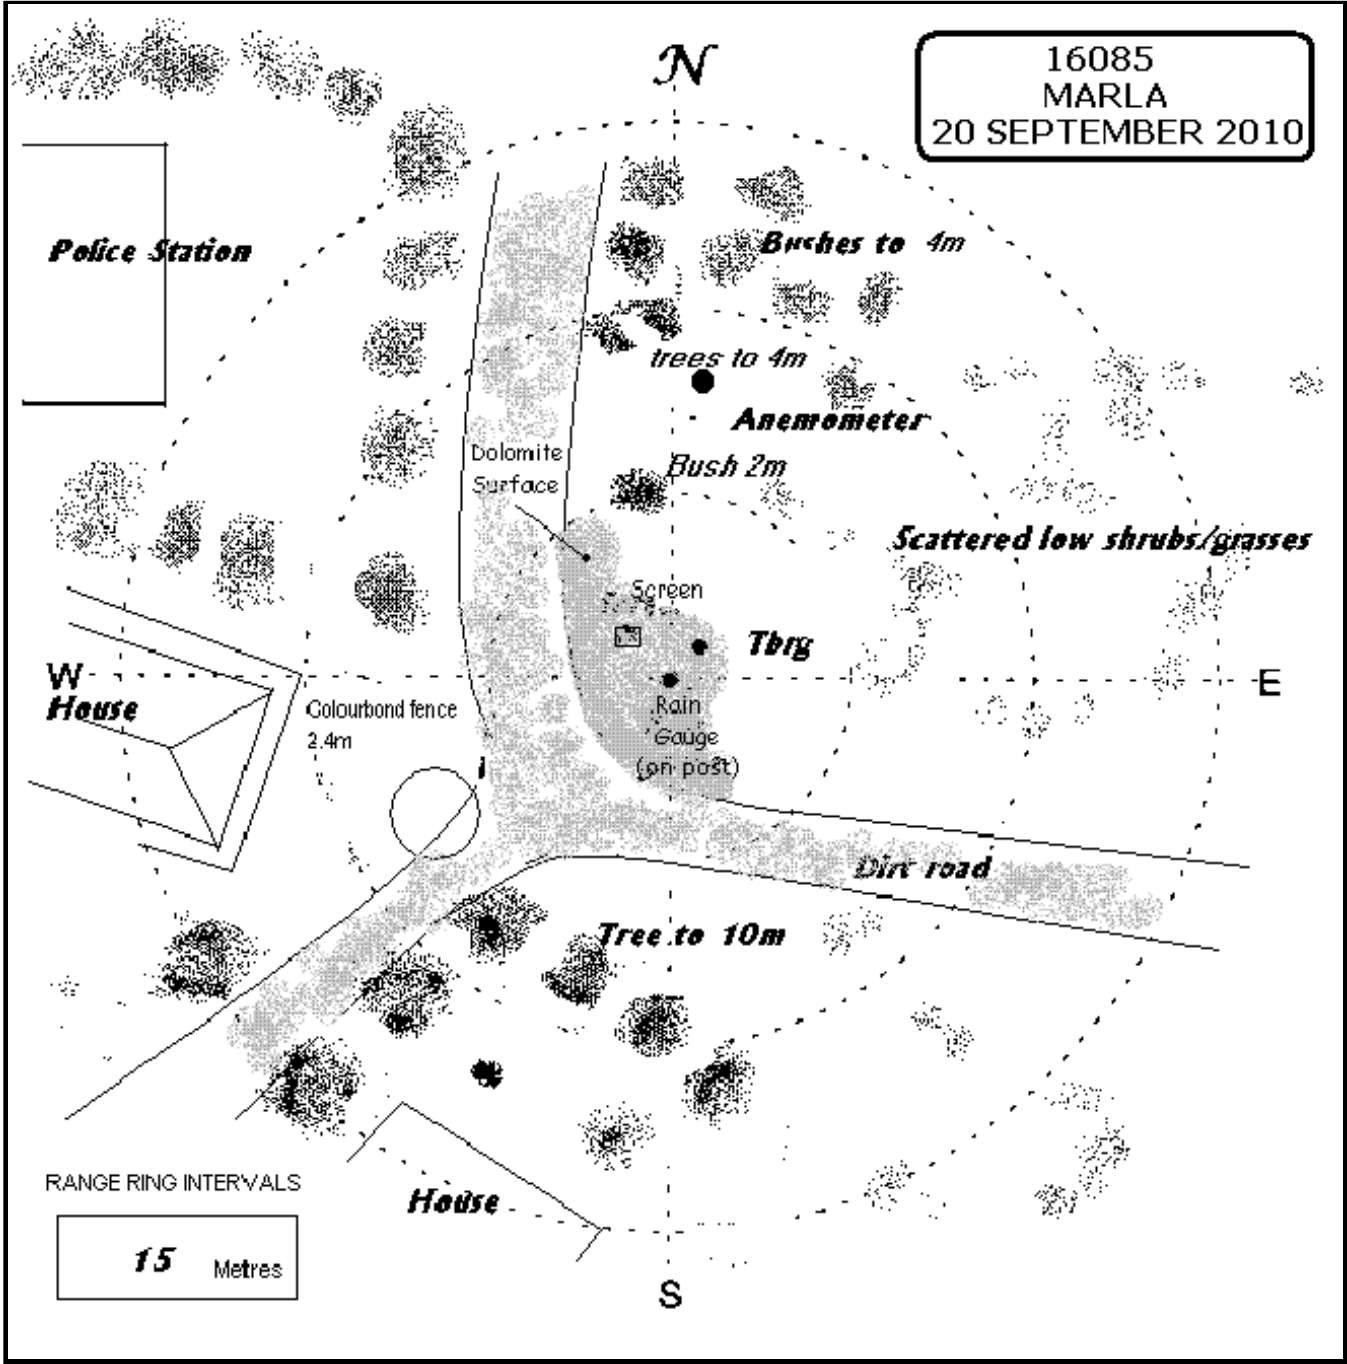 N
16085
MARLA
20 SEPTEMBER 2010
Police Station
Bushes to 4m
trees to 4m
Anemometer
Dolomite
Surface
Bush 2m
Scattered low shrubs/grasses
Screen
Tbrg
W
E
House
Colourbond fence
2.4m
Rain
Gauge
(on post)
Dirt road
Tree to 10m
RANGE RING INTERVALS
House
15 Metres
S